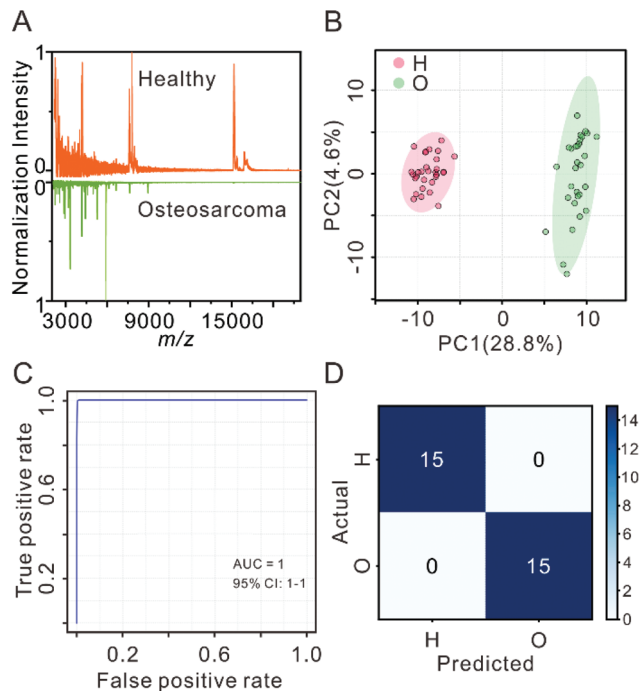 A
Normalization Intensity
1
0
0
1
Healthy
Osteosarcoma
3000 9000 15000
m/z
B
H
O
PC2(4.6%)
10
0
-10
-10 0 10
PC1(28.8%)
C
True positive rate
1.0
0.6
0.2
AUC = 1
95% CI: 1-1
0.2 0.6 1.0
False positive rate
D
Actual
H
O
15 0
0 15
H O
Predicted
14
12
10
8
6
4
2
0